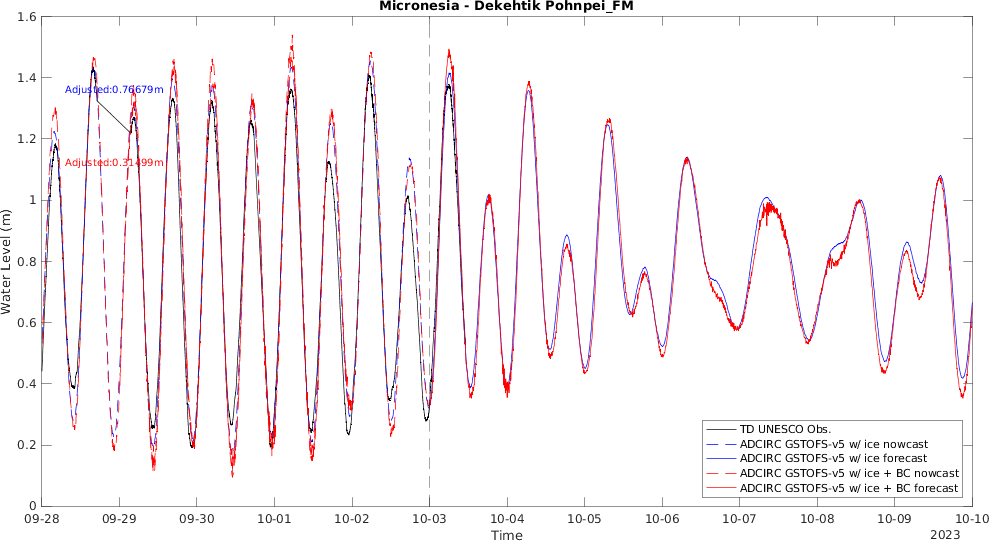 Micronesia - Dekehtik Pohnpei_FM
1.6
1.4
1.2
1
0.8
0.6
0.4
0.2
0
Water Level (m)
Adjusted:0.76679m
Adjusted:0.31499m
TD UNESCO Obs.
ADCIRC GSTOFS-v5 w/ ice nowcast
ADCIRC GSTOFS-v5 w/ ice forecast
ADCIRC GSTOFS-v5 w/ ice + BC nowcast
ADCIRC GSTOFS-v5 w/ ice + BC forecast
09-28 09-29 09-30 10-01 10-02 10-03 10-04 10-05 10-06 10-07 10-08 10-09 10-10
Time
2023